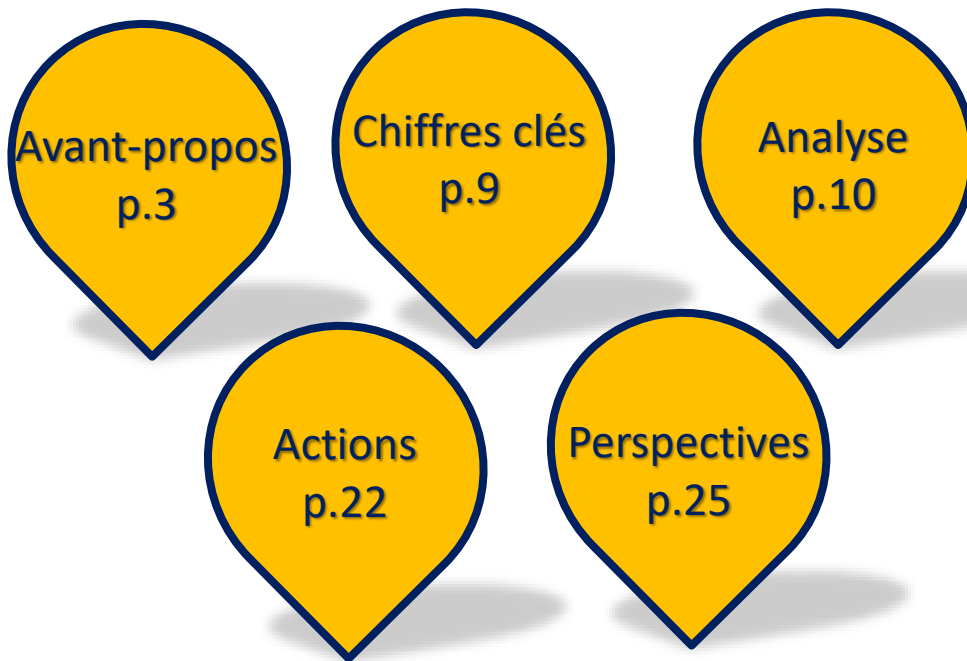 Avant-propos
p.3
Chiffres clés
p.9
Analyse
p.10
Actions
p.22
Perspectives
p.25